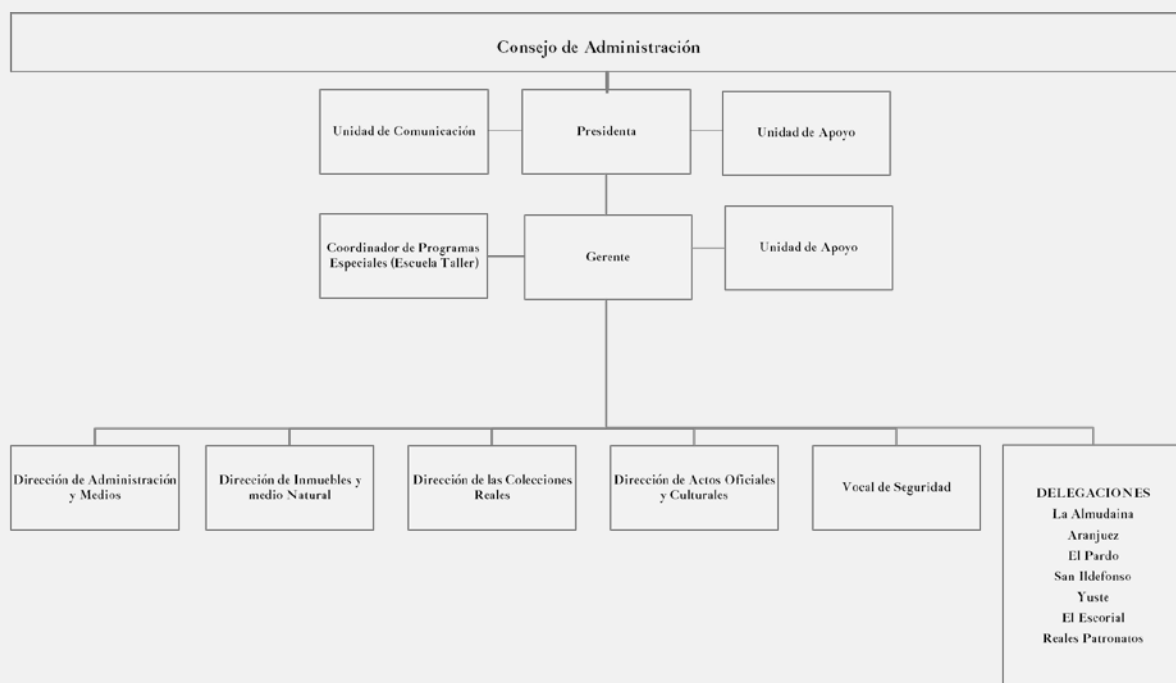 Consejo de Administración
Unidad de Comunicación
Presidenta
Unidad de Apoyo
Coordinador de Programas
Especiales (Escuela Taller)
Gerente
Unidad de Apoyo
Dirección de Administración
y Medios
Dirección de Inmuebles y
medio Natural
Dirección de las Colecciones
Reales
Dirección de Actos Oficiales
y Culturales
Vocal de Seguridad
DELEGACIONES
La Almudaina
Aranjuez
El Pardo
San Ildefonso
Yuste
El Escorial
Reales Patronatos